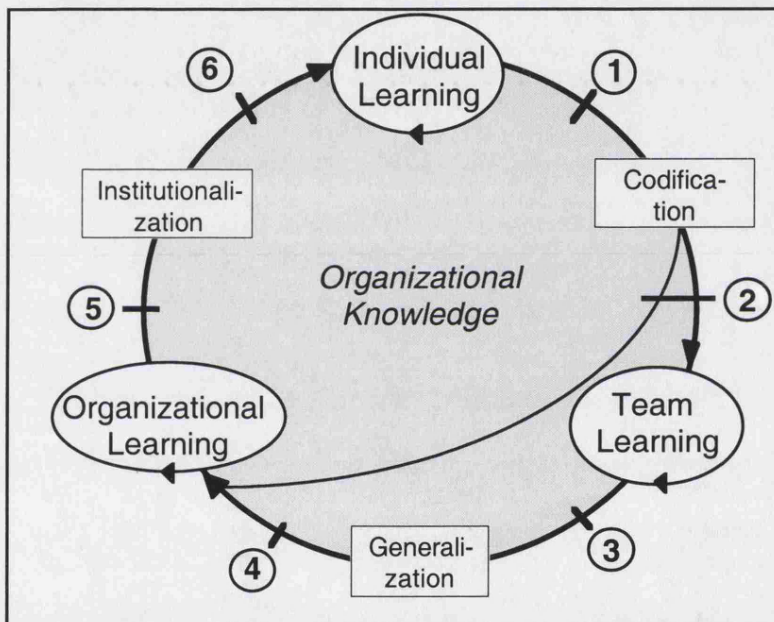 Individual
Learning
6
1
Institutionali-
zation
Codifica-
tion
Organizational
Knowledge
5
2
Organizational
Learning
Team
Learning
4
Generali-
zation
3